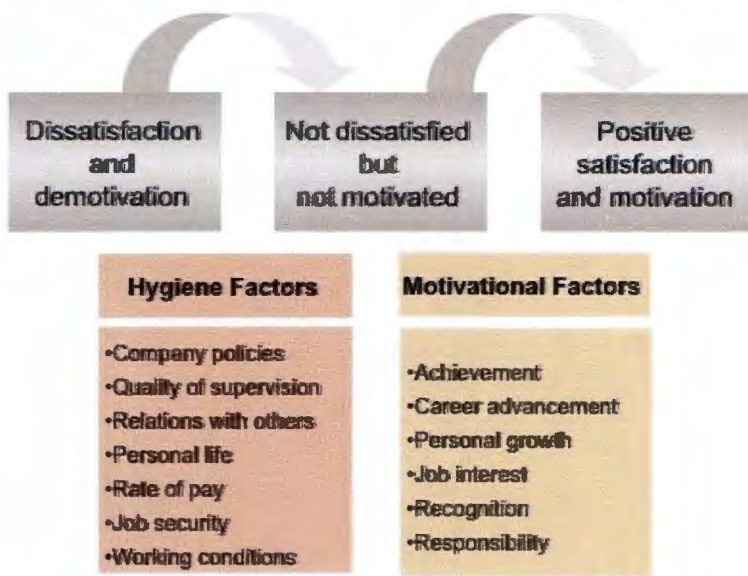 Dissatisfaction
and
demotivation
Not dissatisfied
but
not motivated
Positive
satisfaction
and motivation
Hygiene Factors
•Company policies
•Quality of supervision
•Relations with others
•Personal life
•Rate of pay
•Job security
•Working conditions
Motivational Factors
•Achievement
•Career advancement
•Personal growth
•Job interest
•Recognition
•Responsibility